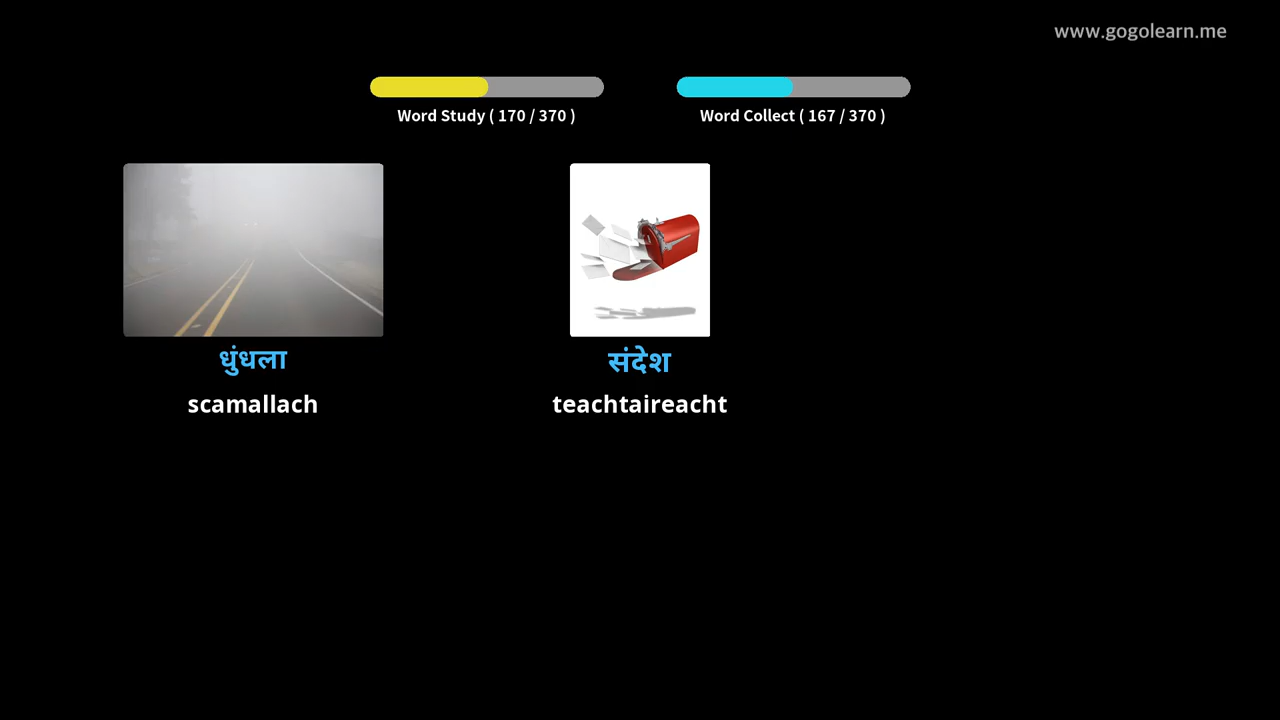 www.gogolearn.me
Word Study ( 170 / 370 )
Word Collect ( 167 / 370 )
धुंधला
संदेश
scamallach
teachtaireacht